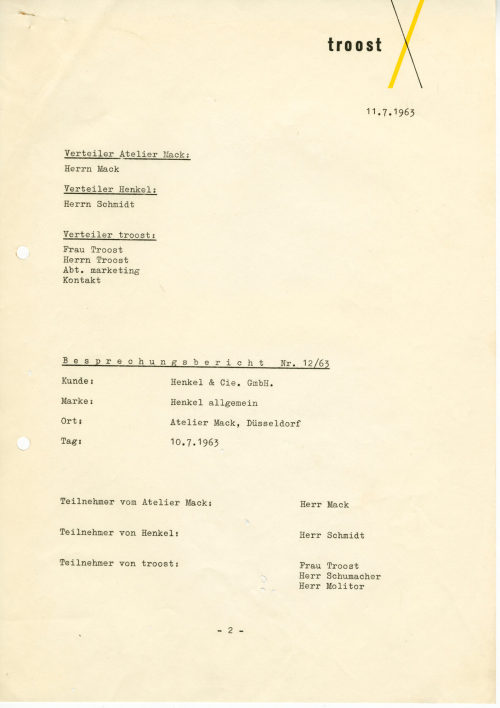 troost
11.7.1963
Verteiler Atelier Mack:
Herrn Mack
Verteiler Henkel:
Herrn Schmidt
Verteiler troost:
Frau Troost
Herrn Troost
Abt. marketing
Kontakt
Besprechungsbericht Nr. 12/63
Kunde: Henkel & Cie. GmbH.
Marke: Henkel allgemein
Ort: Atelier Mack, Düsseldorf
Tag: 10.7.1963
Teilnehmer vom Atelier Mack: Herr Mack
Teilnehmer von Henkel: Herr Schmidt
Teilnehmer von troost: Frau Troost
Herr Schumacher
Herr Molitor
- 2 -